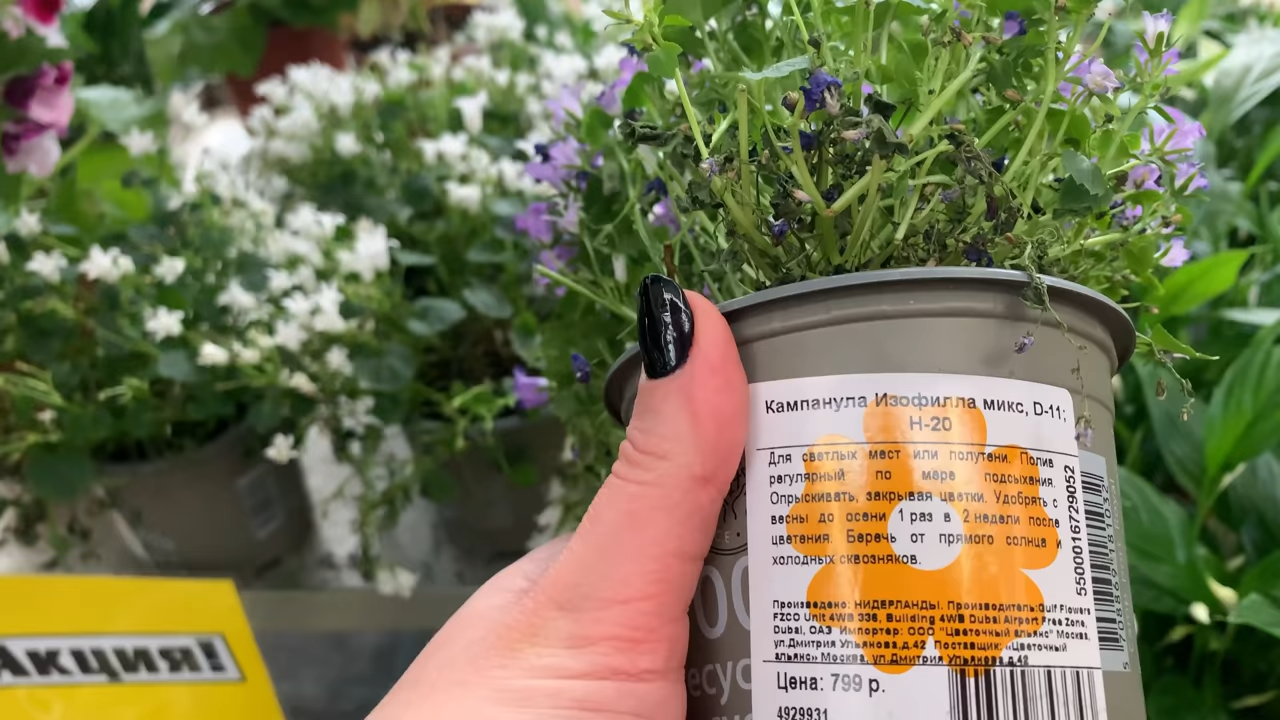 Кампанула Изофилла микс, D-11;
Н-20
Для светлых мест или полутени. Полив
регулярный по мере подсыхания.
Опрыскивать, закрывая цветки. Удобрять с
весны до осени 1 раз в 2 недели после
цветения. Беречь от прямого солнца и
холодных сквозняков.
Произведено: НИДЕРЛАНДЫ. Производитель:Gulf Flowers
FZCO Unit 4WB 336, Building 4WB Dubai Airport Free Zone,
Dubai, ОАЭ Импортер: ООО "Цветочный альянс" Москва,
ул.Дмитрия Ульянова,д.42 Поставщик: «Цветочный
альянс» Москва, ул.Дмитрия Ульянова,д.42
Цена: 799 р.
4929931
5500016729052
Акция!